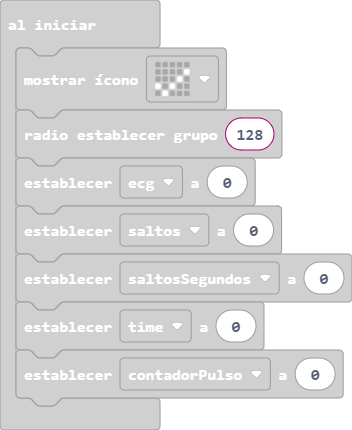 al iniciar
mostrar ícono
radio establecer grupo 128
establecer ecg a 0
establecer saltos a 0
establecer saltosSegundos a 0
establecer time a 0
establecer contadorPulso a 0